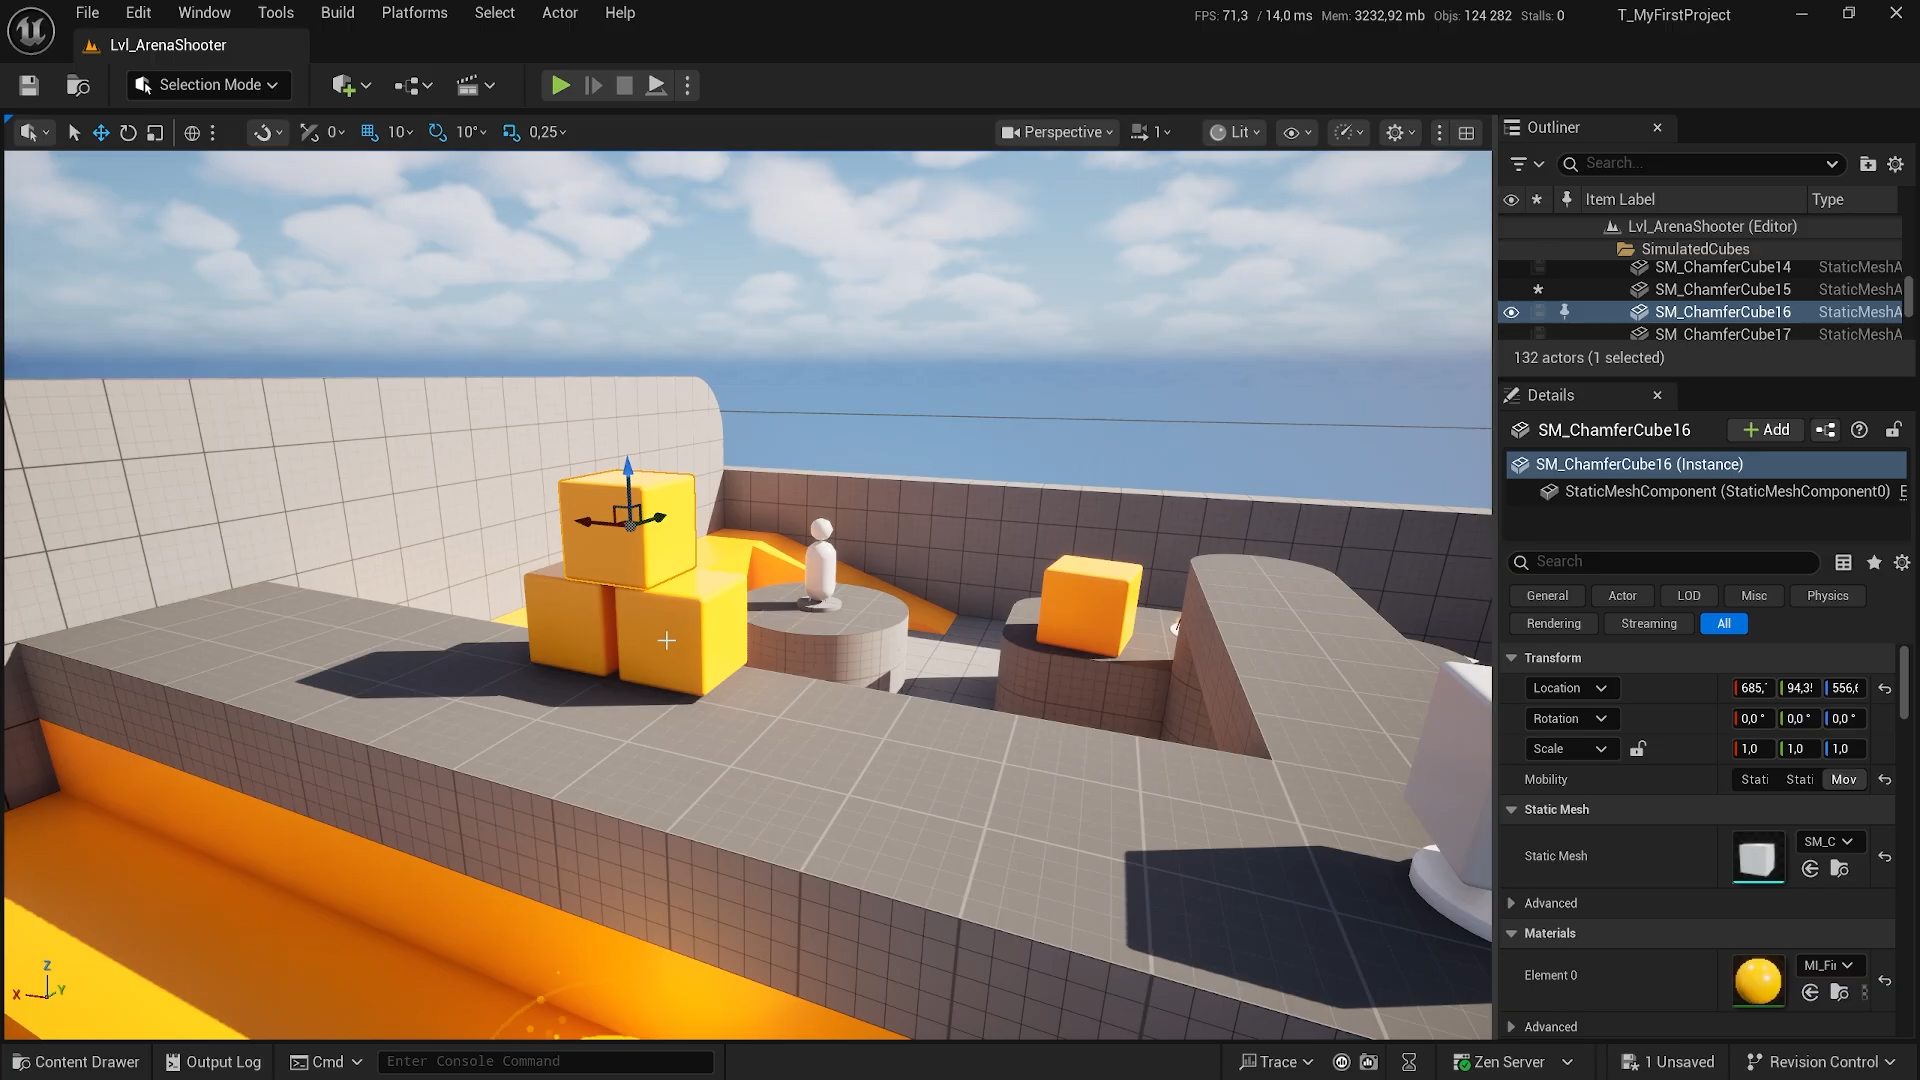 File Edit Window Tools Build Platforms Select Actor Help
FPS: 71,3 / 14,0 ms Mem: 3232,92 mb Objs: 124 282 Stalls: 0
T_MyFirstProject
Lvl_ArenaShooter
Selection Mode
0 10 10° 0,25
Perspective 1 Lit
Outliner
Search...
Item Label Type
Lvl_ArenaShooter (Editor)
SimulatedCubes
SM_ChamferCube14 StaticMeshA
SM_ChamferCube15 StaticMeshA
SM_ChamferCube16 StaticMeshA
SM_ChamferCube17 StaticMeshA
132 actors (1 selected)
Details
SM_ChamferCube16 Add
SM_ChamferCube16 (Instance)
StaticMeshComponent (StaticMeshComponent0) E
Search
General Actor LOD Misc Physics
Rendering Streaming All
Transform
Location 685, 94,3 556,
Rotation 0,0 ° 0,0 ° 0,0 °
Scale 1,0 1,0 1,0
Mobility Stati Stati Mov
Static Mesh
Static Mesh SM_C
Advanced
Materials
Element 0 MI_Fi
Advanced
Z
X Y
Content Drawer Output Log Cmd Enter Console Command
Trace Zen Server 1 Unsaved Revision Control